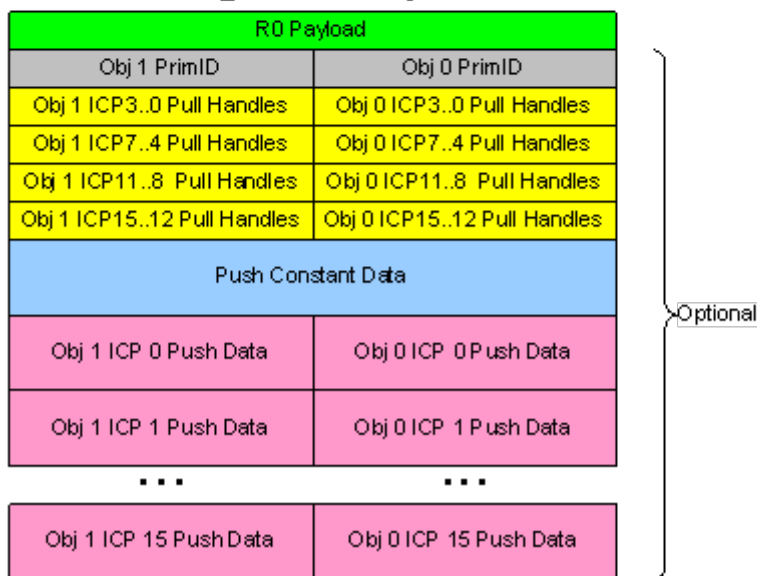 R0 Payload
Obj 1 PrimID
Obj 0 PrimID
Obj 1 ICP3..0 Pull Handles
Obj 0 ICP3..0 Pull Handles
Obj 1 ICP7..4 Pull Handles
Obj 0 ICP7..4 Pull Handles
Obj 1 ICP11..8 Pull Handles
Obj 0 ICP11..8 Pull Handles
Obj 1 ICP15..12 Pull Handles
Obj 0 ICP15..12 Pull Handles
Push Constant Data
Optional
Obj 1 ICP 0 Push Data
Obj 0 ICP 0 Push Data
Obj 1 ICP 1 Push Data
Obj 0 ICP 1 Push Data
... ...
Obj 1 ICP 15 Push Data
Obj 0 ICP 15 Push Data